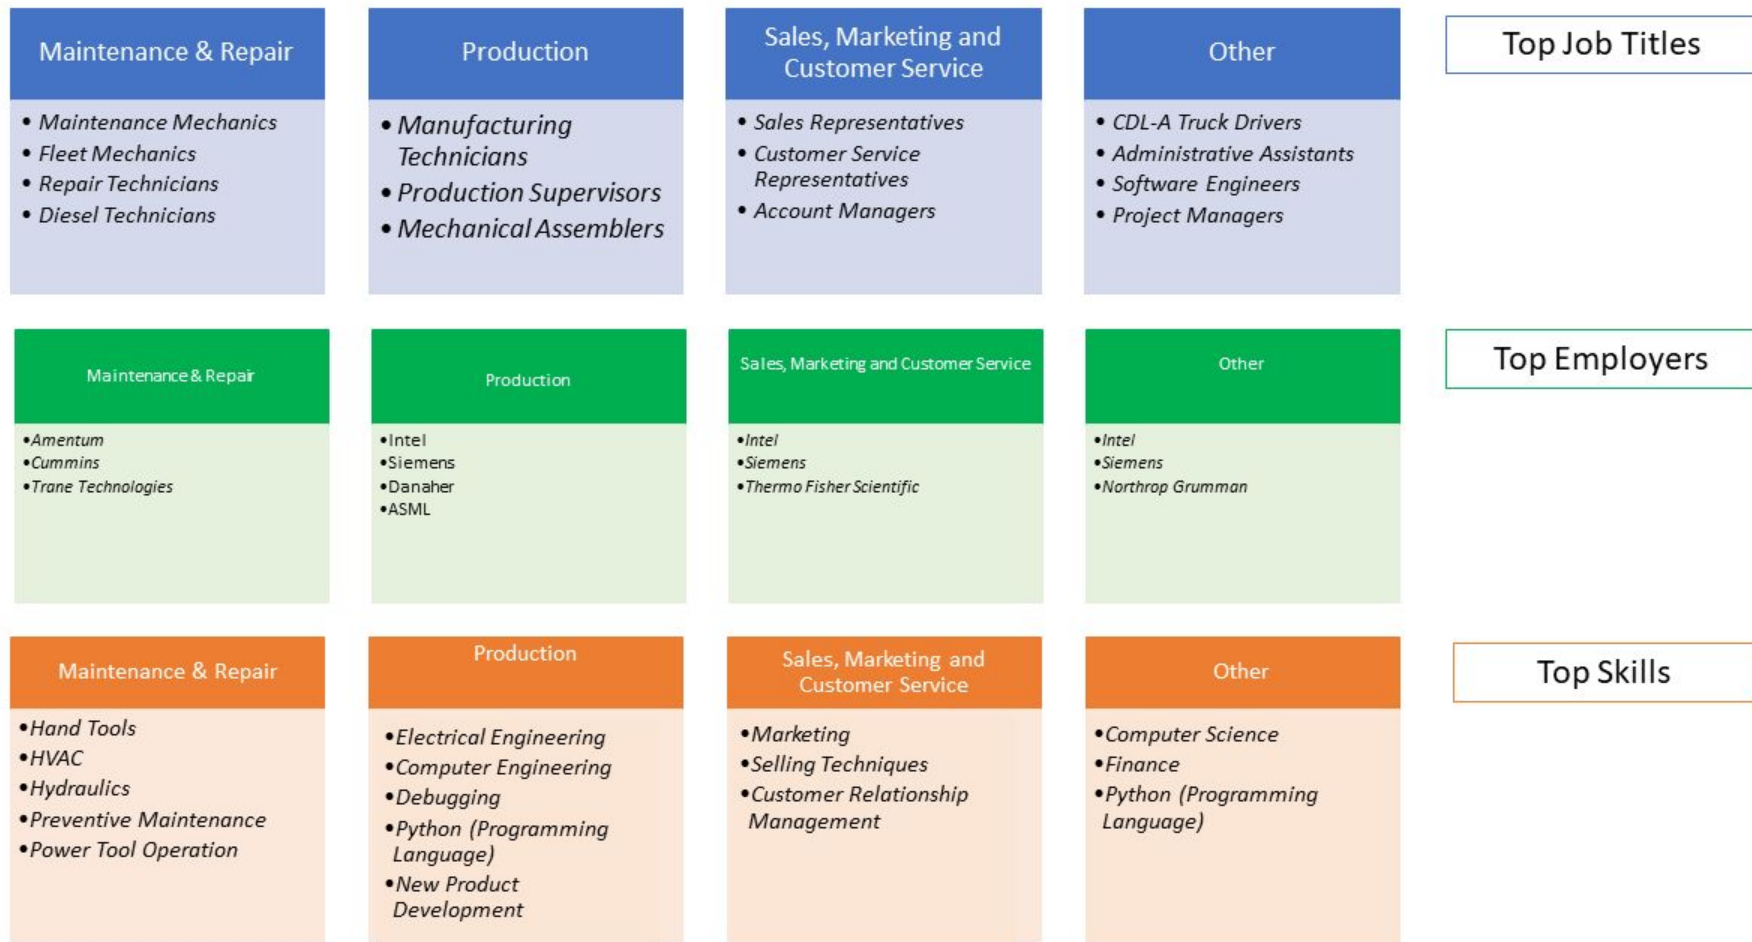 Maintenance & Repair
• Maintenance Mechanics
• Fleet Mechanics
• Repair Technicians
• Diesel Technicians
Production
• Manufacturing
Technicians
• Production Supervisors
• Mechanical Assemblers
Sales, Marketing and
Customer Service
• Sales Representatives
• Customer Service
Representatives
• Account Managers
Other
• CDL-A Truck Drivers
• Administrative Assistants
• Software Engineers
• Project Managers
Top Job Titles
Maintenance & Repair
•Amentum
•Cummins
•Trane Technologies
Production
•Intel
•Siemens
•Danaher
•ASML
Sales, Marketing and Customer Service
•Intel
•Siemens
•Thermo Fisher Scientific
Other
•Intel
•Siemens
•Northrop Grumman
Top Employers
Maintenance & Repair
•Hand Tools
•HVAC
•Hydraulics
•Preventive Maintenance
•Power Tool Operation
Production
•Electrical Engineering
•Computer Engineering
•Debugging
•Python (Programming
Language)
•New Product
Development
Sales, Marketing and
Customer Service
•Marketing
•Selling Techniques
•Customer Relationship
Management
Other
•Computer Science
•Finance
•Python (Programming
Language)
Top Skills